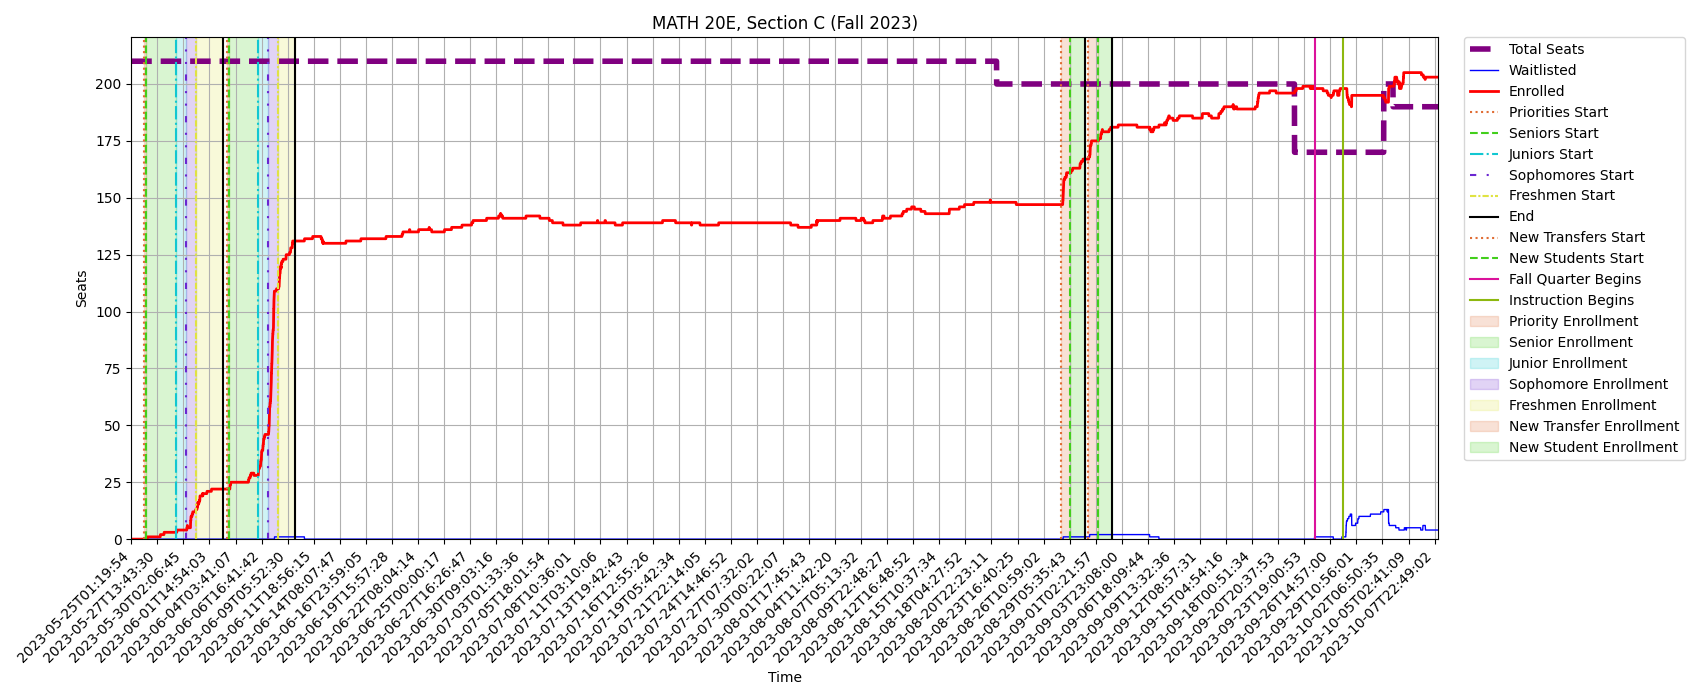 MATH 20E, Section C (Fall 2023)
Seats
200
175
150
125
100
75
50
25
0
2023-05-25T01:19:54
2023-05-27T13:43:30
2023-05-30T02:06:45
2023-06-01T14:54:03
2023-06-04T03:41:07
2023-06-06T16:41:42
2023-06-09T05:52:30
2023-06-11T18:56:15
2023-06-14T08:07:47
2023-06-16T23:59:05
2023-06-19T15:57:28
2023-06-22T08:04:14
2023-06-25T00:00:17
2023-06-27T16:26:47
2023-06-30T09:03:16
2023-07-03T01:33:36
2023-07-05T18:01:54
2023-07-08T10:36:01
2023-07-11T03:10:06
2023-07-13T19:42:43
2023-07-16T12:55:26
2023-07-19T05:42:34
2023-07-21T22:14:05
2023-07-24T14:46:52
2023-07-27T07:32:02
2023-07-30T00:22:07
2023-08-01T17:45:43
2023-08-04T11:42:20
2023-08-07T05:13:32
2023-08-09T22:48:27
2023-08-12T16:48:52
2023-08-15T10:37:34
2023-08-18T04:27:52
2023-08-20T22:23:11
2023-08-23T16:40:25
2023-08-26T10:59:02
2023-08-29T05:35:43
2023-09-01T02:21:57
2023-09-03T23:08:00
2023-09-06T18:09:44
2023-09-09T13:32:36
2023-09-12T08:57:31
2023-09-15T04:54:16
2023-09-18T00:51:34
2023-09-20T20:37:53
2023-09-23T19:00:53
2023-09-26T14:57:00
2023-09-29T10:56:01
2023-10-02T06:50:35
2023-10-05T02:41:09
2023-10-07T22:49:02
Time
Total Seats
Waitlisted
Enrolled
Priorities Start
Seniors Start
Juniors Start
Sophomores Start
Freshmen Start
End
New Transfers Start
New Students Start
Fall Quarter Begins
Instruction Begins
Priority Enrollment
Senior Enrollment
Junior Enrollment
Sophomore Enrollment
Freshmen Enrollment
New Transfer Enrollment
New Student Enrollment